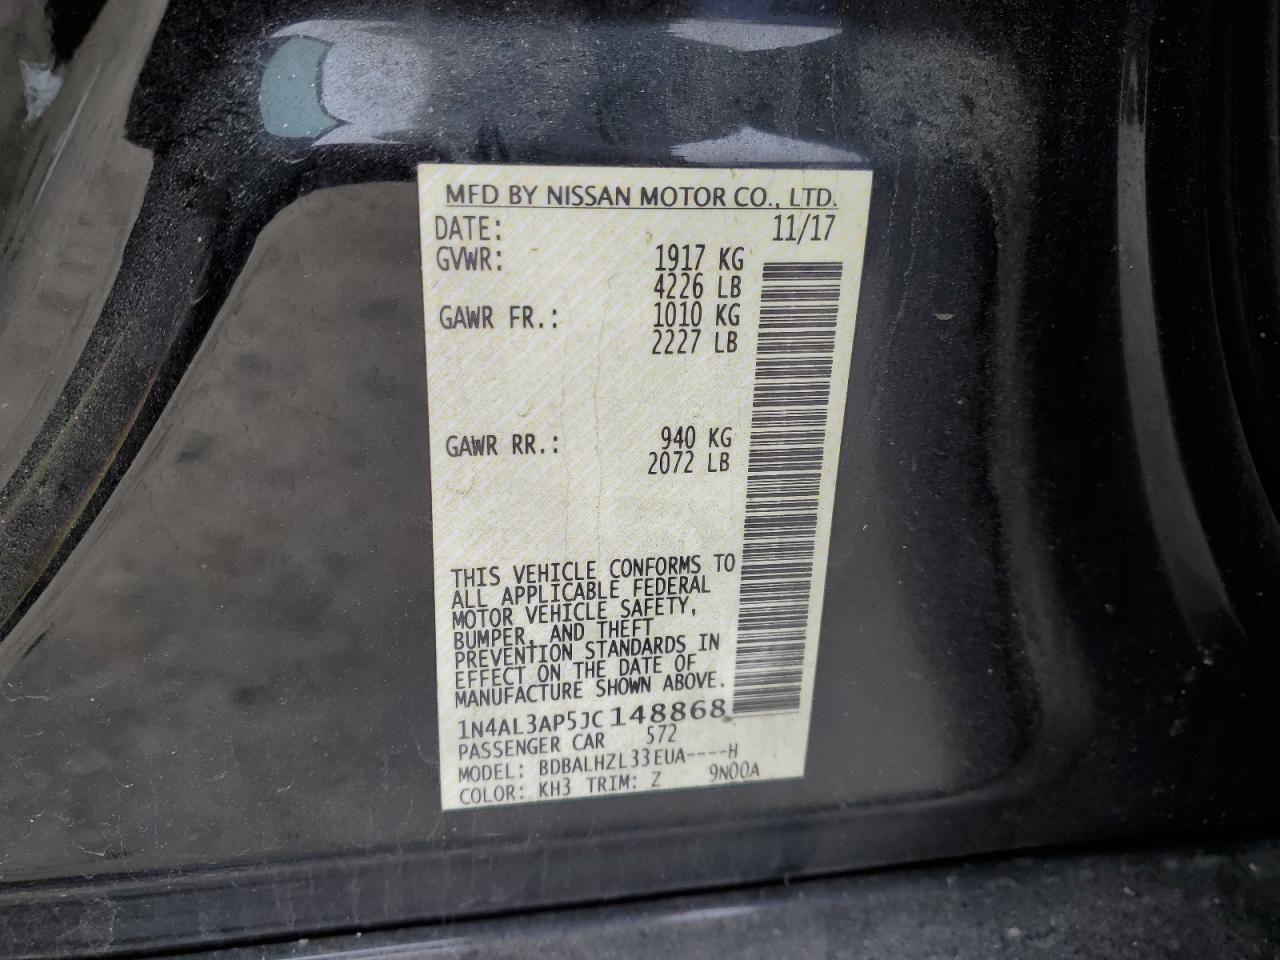 MFD BY NISSAN MOTOR CO., LTD.
DATE: 11/17
GVWR: 1917 KG
4226 LB
GAWR FR.: 1010 KG
2227 LB
GAWR RR.: 940 KG
2072 LB
THIS VEHICLE CONFORMS TO
ALL APPLICABLE FEDERAL
MOTOR VEHICLE SAFETY,
BUMPER, AND THEFT
PREVENTION STANDARDS IN
EFFECT ON THE DATE OF
MANUFACTURE SHOWN ABOVE.
1N4AL3AP5JC148868
PASSENGER CAR 572
MODEL: BDBALHZL33EUA----H
COLOR: KH3 TRIM: Z 9N00A